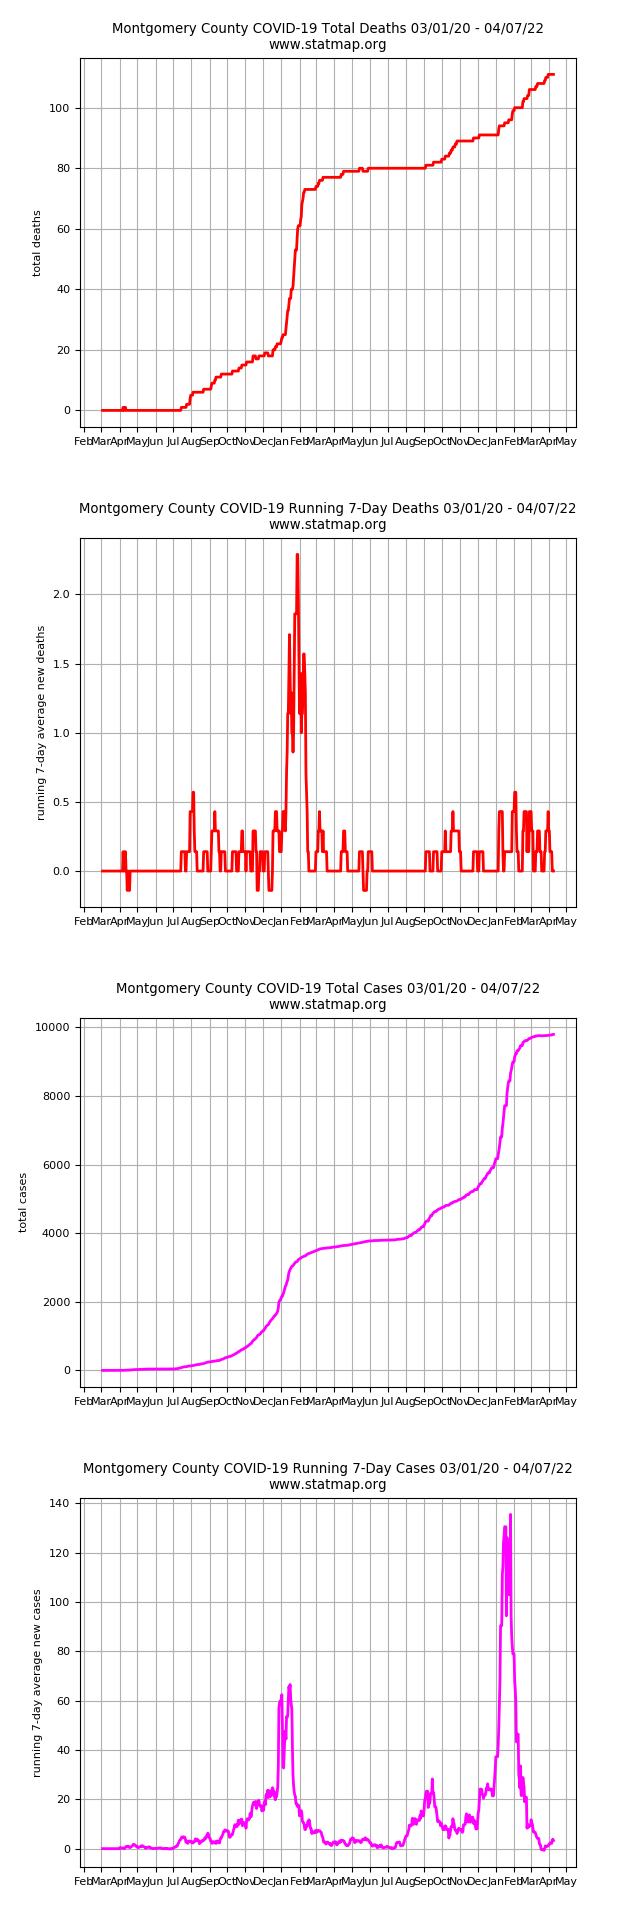 Montgomery County COVID-19 Total Deaths 03/01/20 - 04/07/22
www.statmap.org
total deaths
100
80
60
40
20
0
Feb Mar Apr May Jun Jul Aug Sep Oct Nov Dec Jan Feb Mar Apr May Jun Jul Aug Sep Oct Nov Dec Jan Feb Mar Apr May
Montgomery County COVID-19 Running 7-Day Deaths 03/01/20 - 04/07/22
www.statmap.org
running 7-day average new deaths
2.0
1.5
1.0
0.5
0.0
Feb Mar Apr May Jun Jul Aug Sep Oct Nov Dec Jan Feb Mar Apr May Jun Jul Aug Sep Oct Nov Dec Jan Feb Mar Apr May
Montgomery County COVID-19 Total Cases 03/01/20 - 04/07/22
www.statmap.org
total cases
10000
8000
6000
4000
2000
0
Feb Mar Apr May Jun Jul Aug Sep Oct Nov Dec Jan Feb Mar Apr May Jun Jul Aug Sep Oct Nov Dec Jan Feb Mar Apr May
Montgomery County COVID-19 Running 7-Day Cases 03/01/20 - 04/07/22
www.statmap.org
running 7-day average new cases
140
120
100
80
60
40
20
0
Feb Mar Apr May Jun Jul Aug Sep Oct Nov Dec Jan Feb Mar Apr May Jun Jul Aug Sep Oct Nov Dec Jan Feb Mar Apr May